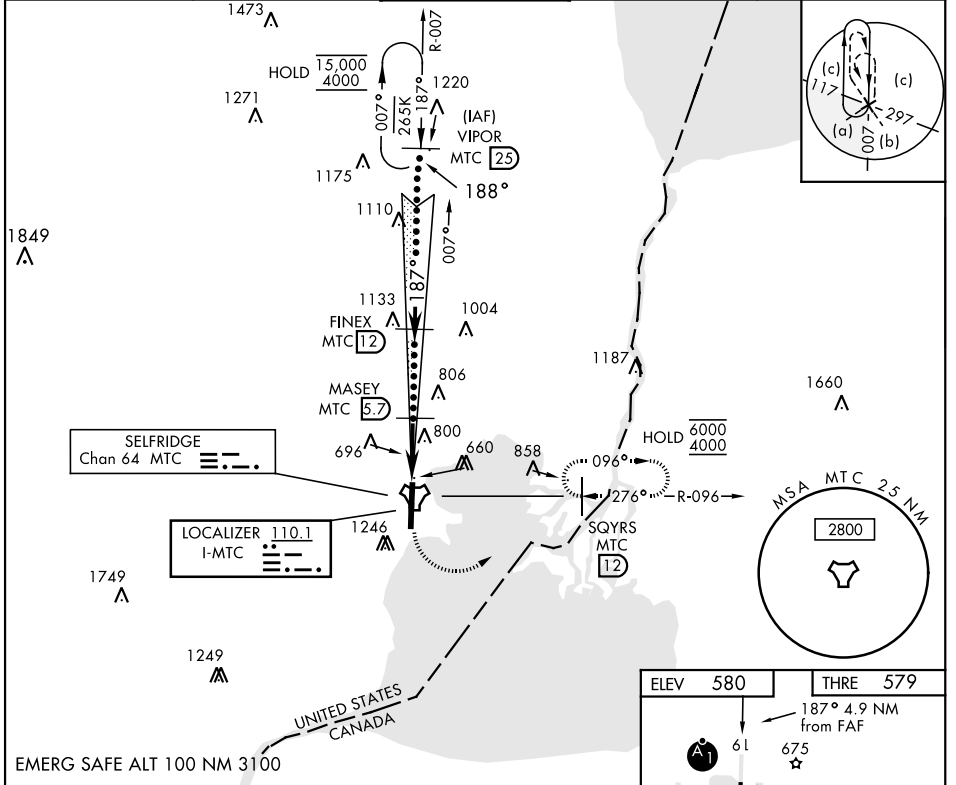 1473
R-007
HOLD 15,000
4000
007°
265K
187°
1220
1271
(IAF)
VIPOR
MTC 25
1175
188°
1110
007°
187°
1849
1133
1004
FINEX
MTC 12
806
MASEY
MTC 5.7
800
696
660
858
1187
1660
HOLD 6000
4000
096°
276°
R-096
SQYRS
MTC
12
SELFRIDGE
Chan 64 MTC
LOCALIZER 110.1
I-MTC
1246
1749
1249
UNITED STATES
CANADA
EMERG SAFE ALT 100 NM 3100
(c)
(c)
117
297
(a)
007
(b)
MSA MTC 25 NM
2800
ELEV 580
THRE 579
187° 4.9 NM
from FAF
A1
19
675